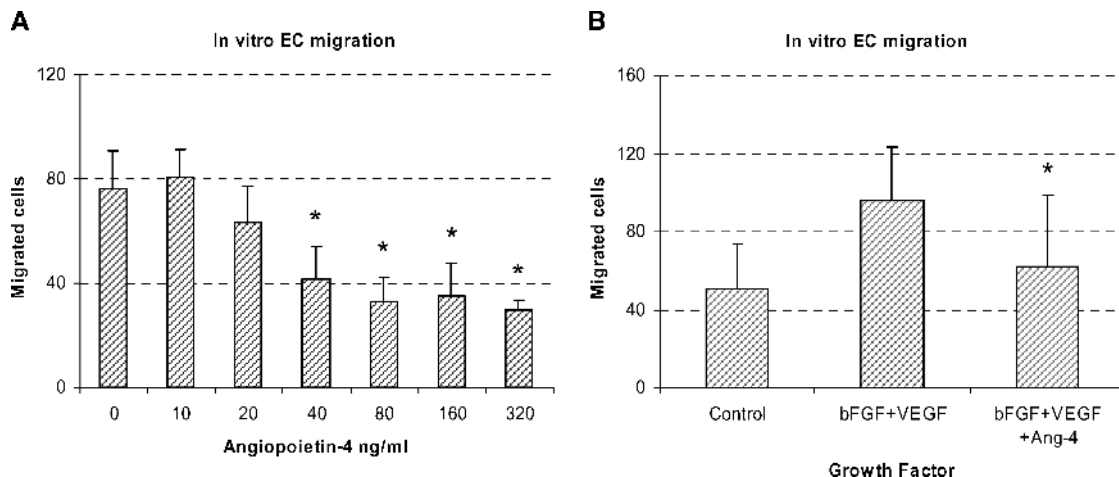 A
In vitro EC migration
120
80
40
0
Migrated cells
*
*
*
*
0 10 20 40 80 160 320
Angiopoietin-4 ng/ml
B
In vitro EC migration
160
120
80
40
0
Migrated cells
*
Control bFGF+VEGF bFGF+VEGF
+Ang-4
Growth Factor